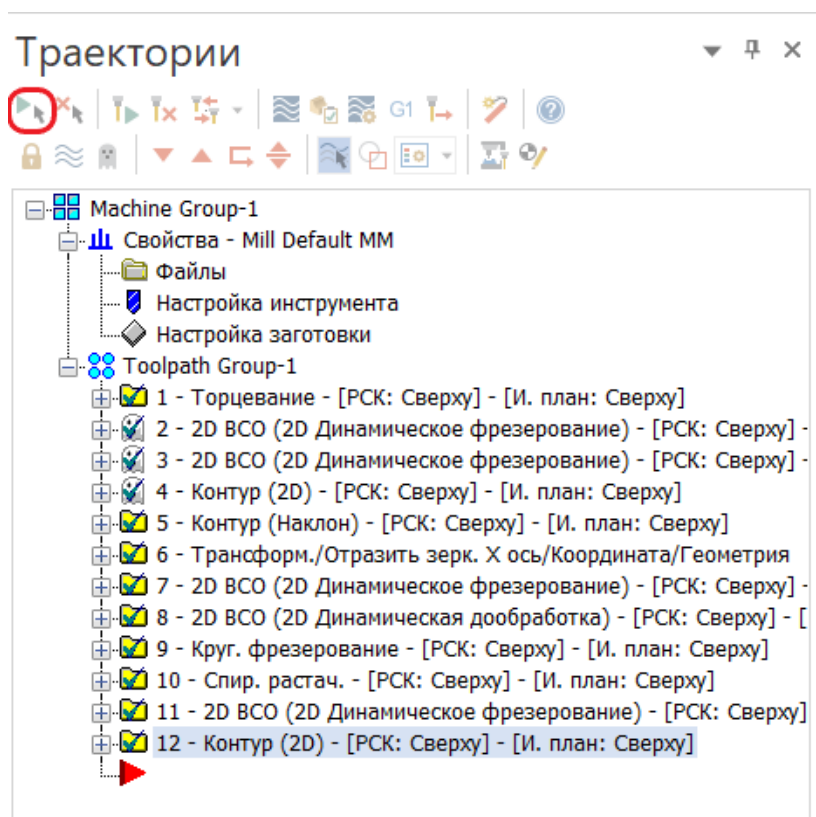 Траектории
G1
Machine Group-1
Свойства - Mill Default MM
Файлы
Настройка инструмента
Настройка заготовки
Toolpath Group-1
1 - Торцевание - [РСК: Сверху] - [И. план: Сверху]
2 - 2D ВСО (2D Динамическое фрезерование) - [РСК: Сверху] -
3 - 2D ВСО (2D Динамическое фрезерование) - [РСК: Сверху] -
4 - Контур (2D) - [РСК: Сверху] - [И. план: Сверху]
5 - Контур (Наклон) - [РСК: Сверху] - [И. план: Сверху]
6 - Трансформ./Отразить зерк. X ось/Координата/Геометрия
7 - 2D ВСО (2D Динамическое фрезерование) - [РСК: Сверху] -
8 - 2D ВСО (2D Динамическая дообработка) - [РСК: Сверху] - [
9 - Круг. фрезерование - [РСК: Сверху] - [И. план: Сверху]
10 - Спир. растач. - [РСК: Сверху] - [И. план: Сверху]
11 - 2D ВСО (2D Динамическое фрезерование) - [РСК: Сверху]
12 - Контур (2D) - [РСК: Сверху] - [И. план: Сверху]